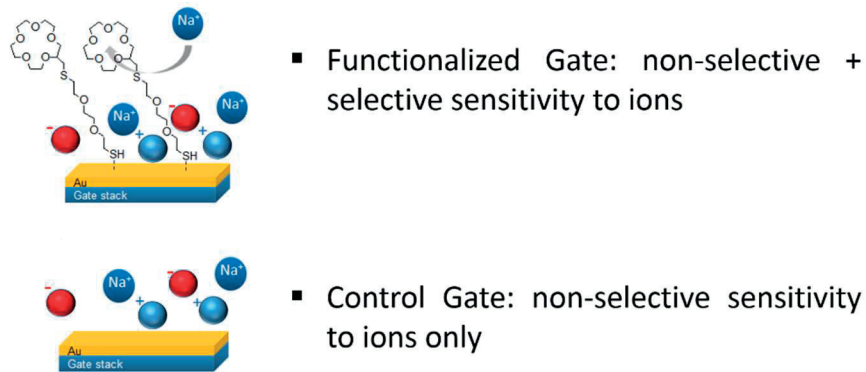 Na⁺
O O O O O
O O O O O
S S
O O
O O
- Na⁺ - Na⁺
+ +
SH SH
Au
Gate stack
▪ Functionalized Gate: non-selective +
selective sensitivity to ions
- Na⁺ - Na⁺
+ +
Au
Gate stack
▪ Control Gate: non-selective sensitivity
to ions only